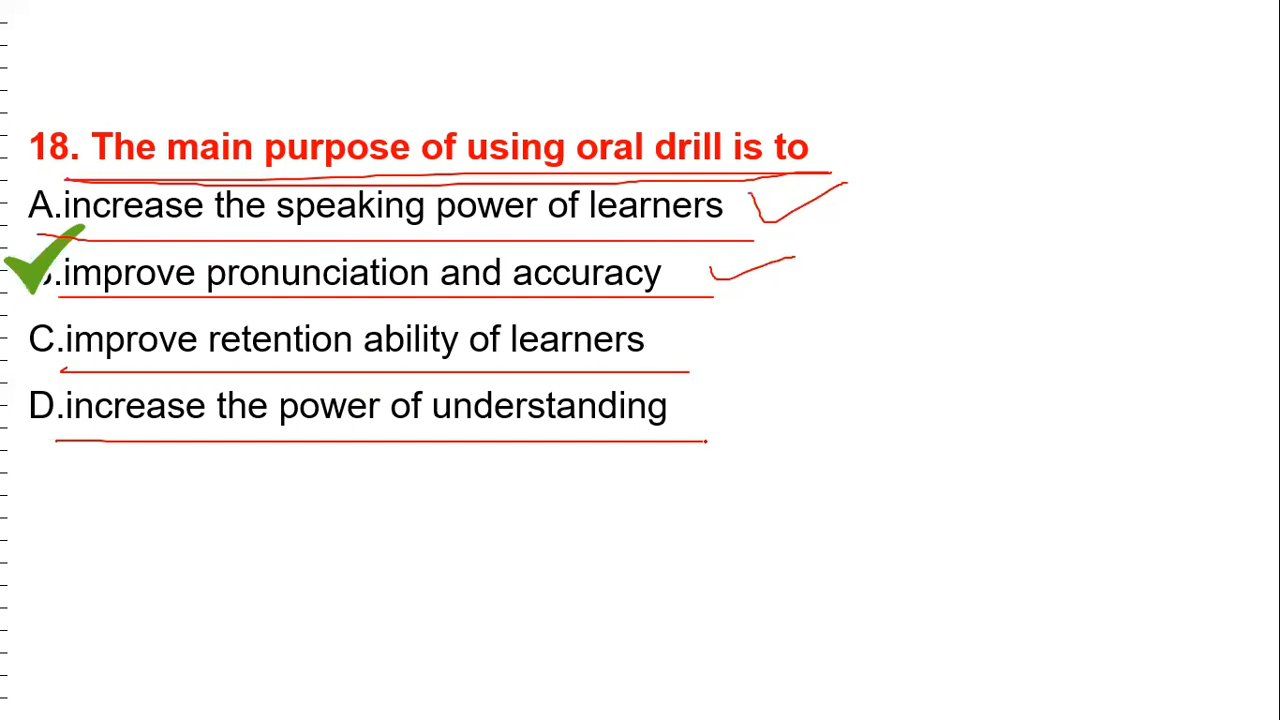 18. The main purpose of using oral drill is to
A.increase the speaking power of learners
.improve pronunciation and accuracy
C.improve retention ability of learners
D.increase the power of understanding